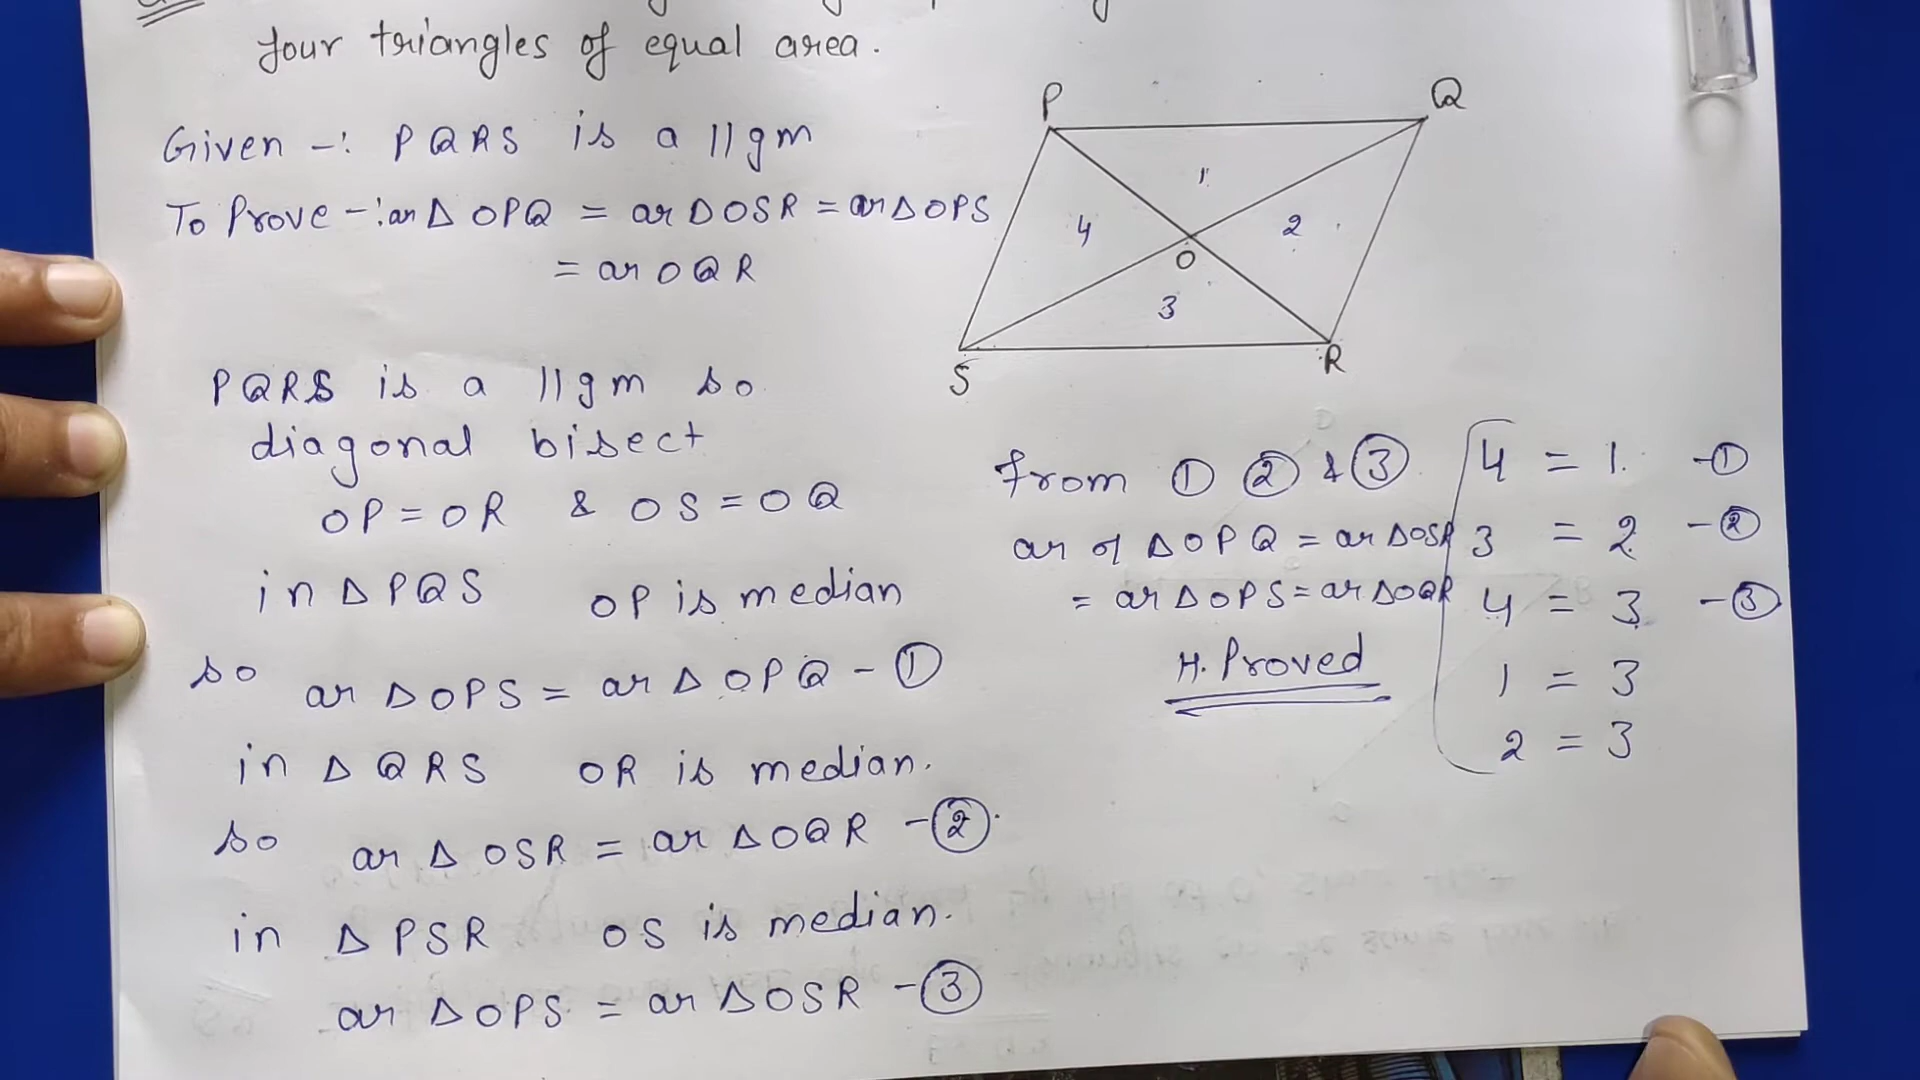 four triangles of equal area.
Given -: PQRS is a ||gm
To Prove -: ar Δ OPQ = ar Δ OSR = ar Δ OPS
= ar OQR
P
Q
1
4
2
O
3
S
R
PQRS is a ||gm so
diagonal bisect
OP = OR & OS = OQ
in Δ PQS OP is median
so ar Δ OPS = ar Δ OPQ - ①
in Δ QRS OR is median.
so ar Δ OSR = ar Δ OQR - ②.
in Δ PSR OS is median.
ar Δ OPS = ar Δ OSR - ③
from ① ② & ③
ar of Δ OPQ = ar Δ OSR
= ar Δ OPS = ar Δ OQR
H. Proved
4 = 1. - ①
3 = 2 - ②
4 = 3 - ③
1 = 3
2 = 3